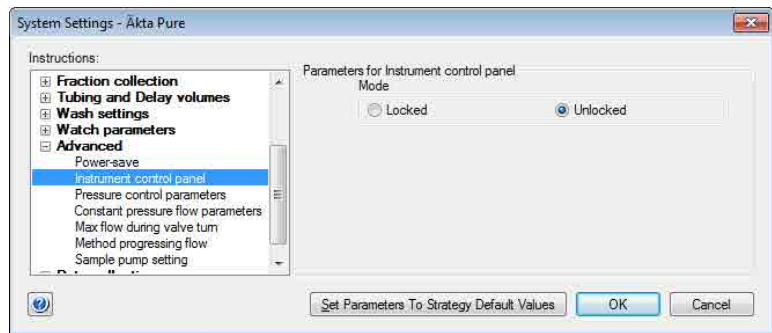 System Settings - Äkta Pure
Instructions:
Fraction collection
Tubing and Delay volumes
Wash settings
Watch parameters
Advanced
Power-save
Instrument control panel
Pressure control parameters
Constant pressure flow parameters
Max flow during valve turn
Method progressing flow
Sample pump setting
Parameters for Instrument control panel
Mode
Locked Unlocked
Set Parameters To Strategy Default Values OK Cancel